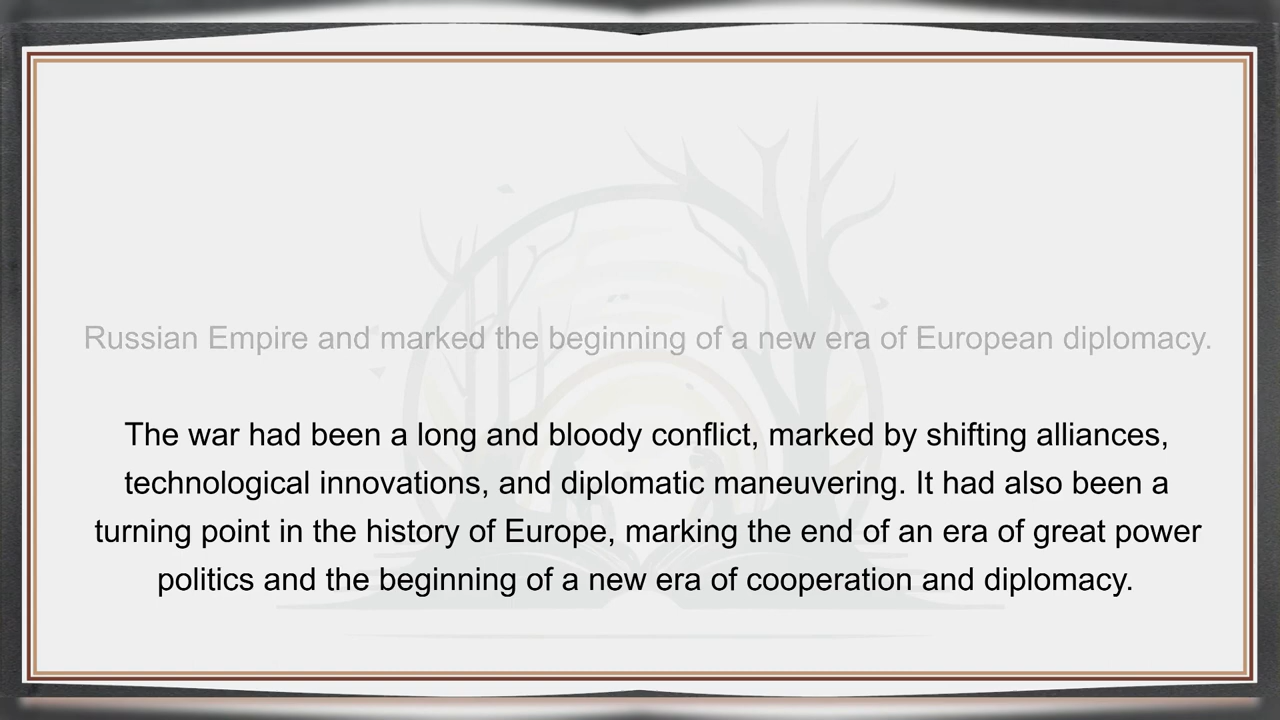 Russian Empire and marked the beginning of a new era of European diplomacy.
The war had been a long and bloody conflict, marked by shifting alliances,
technological innovations, and diplomatic maneuvering. It had also been a
turning point in the history of Europe, marking the end of an era of great power
politics and the beginning of a new era of cooperation and diplomacy.